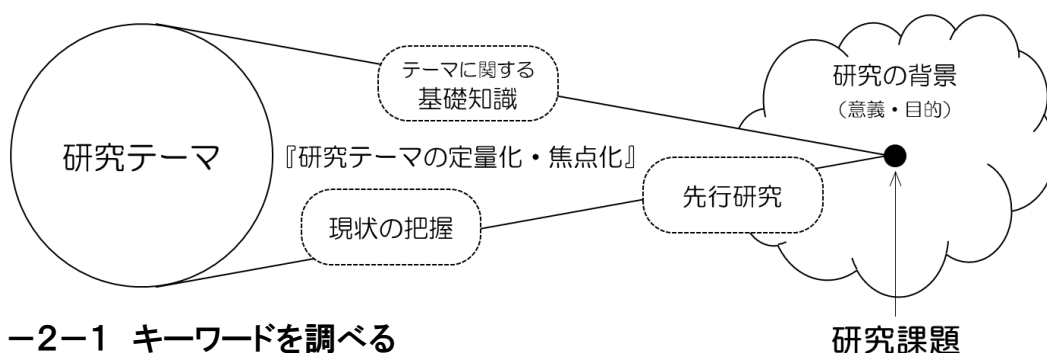 テーマに関する
基礎知識
研究の背景
(意義・目的)
研究テーマ
『研究テーマの定量化・焦点化』
先行研究
現状の把握
−2−1 キーワードを調べる
研究課題